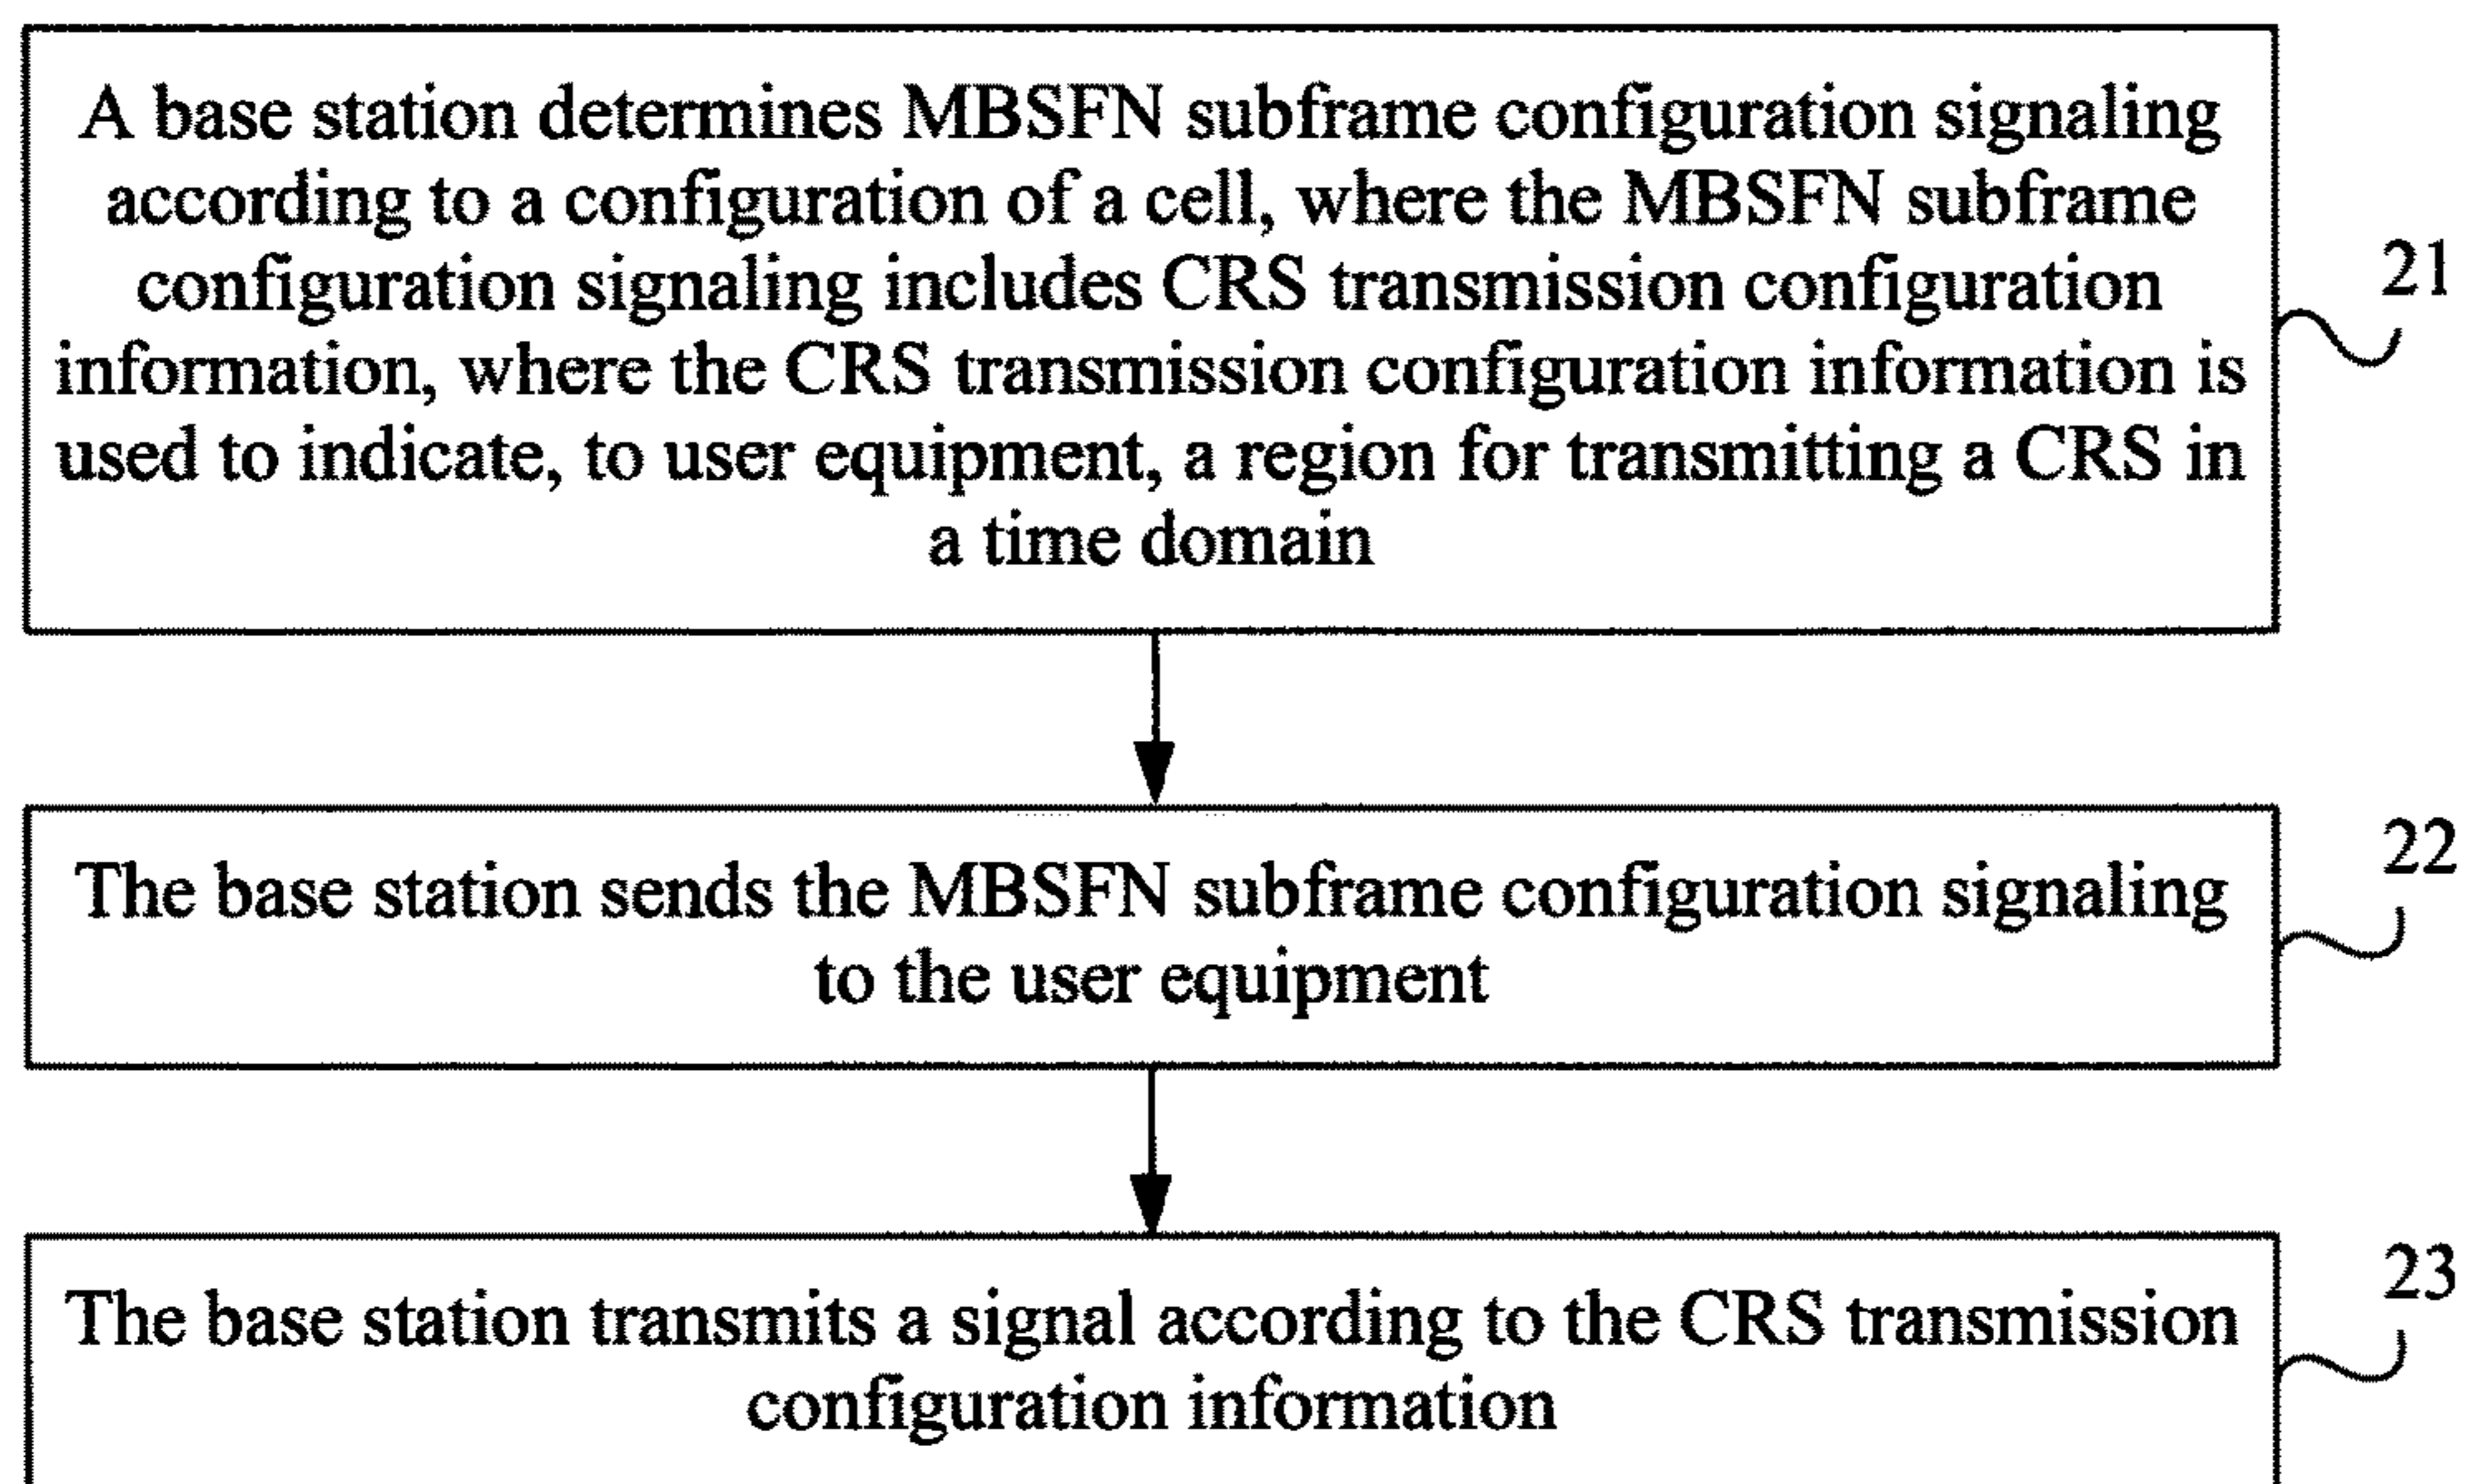 A base station determines MBSFN subframe configuration signaling
according to a configuration of a cell, where the MBSFN subframe
configuration signaling includes CRS transmission configuration
information, where the CRS transmission configuration information is
used to indicate, to user equipment, a region for transmitting a CRS in
a time domain
21
The base station sends the MBSFN subframe configuration signaling
to the user equipment
22
The base station transmits a signal according to the CRS transmission
configuration information
23